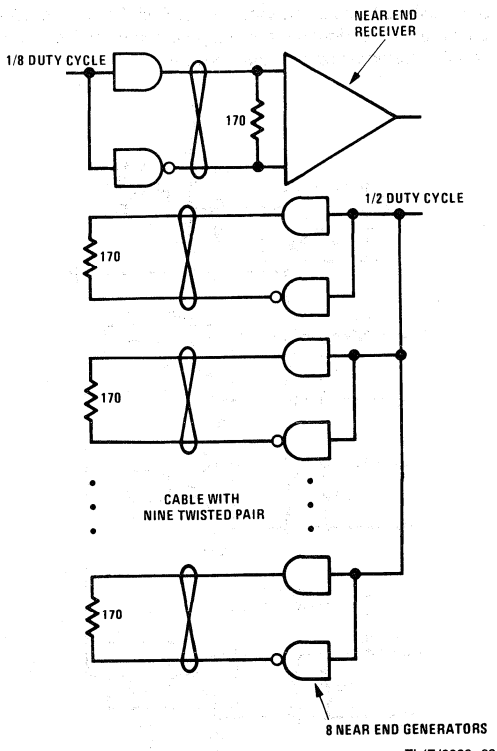 NEAR END
RECEIVER
1/8 DUTY CYCLE
170
1/2 DUTY CYCLE
170
170
CABLE WITH
NINE TWISTED PAIR
170
8 NEAR END GENERATORS